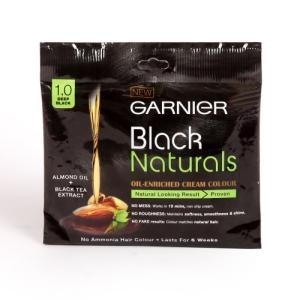 1.0
DEEP
BLACK
NEW
GARNIER
Black
Naturals
OIL-ENRICHED CREAM COLOUR
Natural Looking Result > Proven
ALMOND OIL
+
BLACK TEA
EXTRACT
NO MESS: Works in 15 mins, non drip cream.
NO ROUGHNESS: Maintains softness, smoothness & shine.
NO FAKE results: Colour matches natural hair.
No Ammonia Hair Colour • Lasts For 6 Weeks